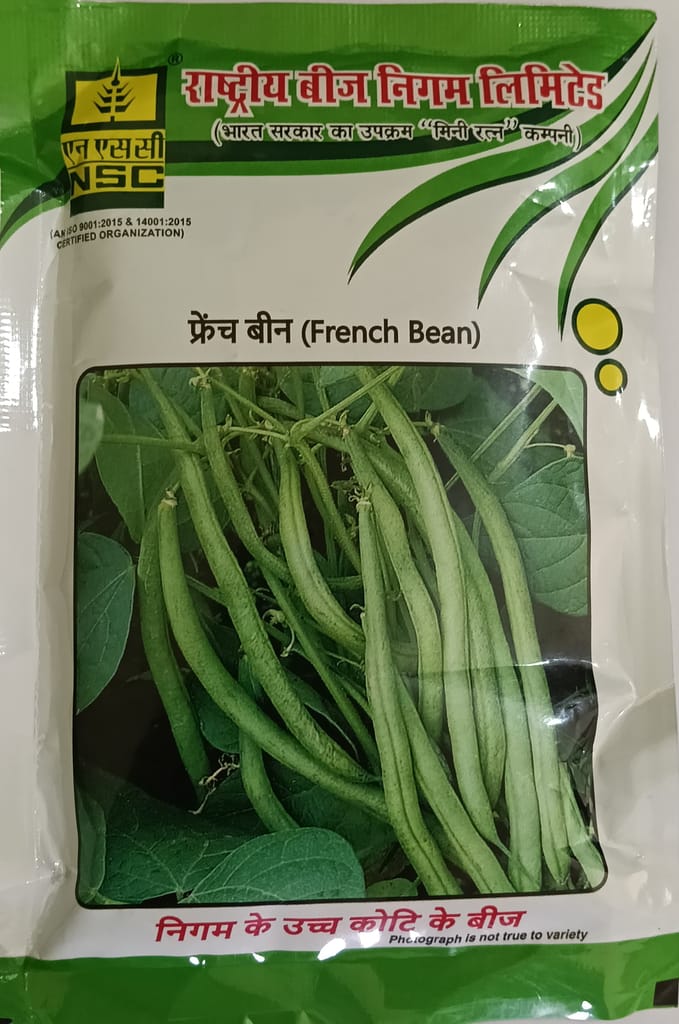 ®
राष्ट्रीय बीज निगम लिमिटेड
(भारत सरकार का उपक्रम “मिनी रत्न” कम्पनी)
एन एस सी
NSC
(AN ISO 9001:2015 & 14001:2015
CERTIFIED ORGANIZATION)
फ्रेंच बीन (French Bean)
निगम के उच्च कोटि के बीज
Photograph is not true to variety